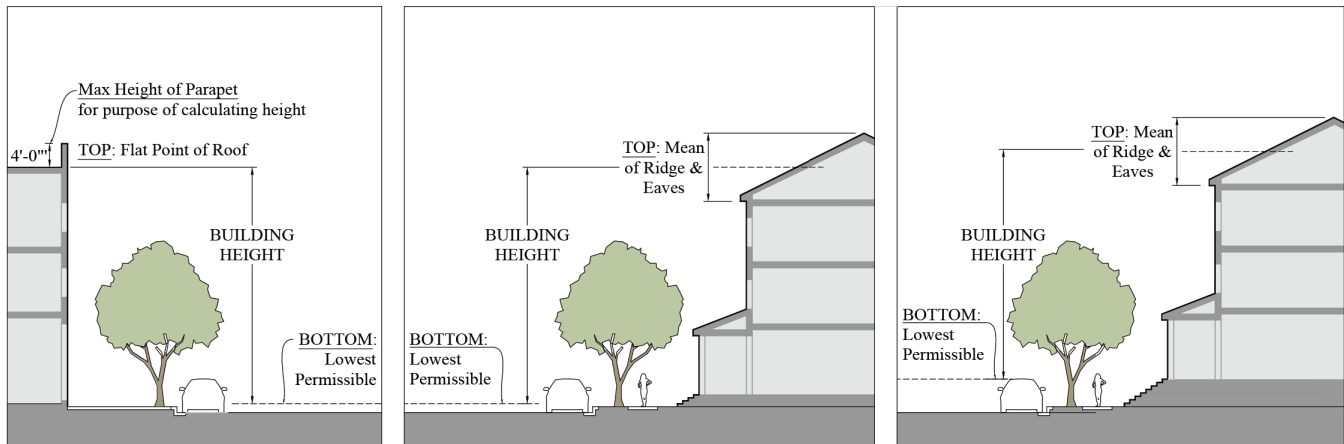 Max Height of Parapet
for purpose of calculating height
4'-0'''
TOP: Flat Point of Roof
BUILDING
HEIGHT
BOTTOM:
Lowest
Permissible
TOP: Mean
of Ridge &
Eaves
BUILDING
HEIGHT
BOTTOM:
Lowest
Permissible
TOP: Mean
of Ridge &
Eaves
BUILDING
HEIGHT
BOTTOM:
Lowest
Permissible